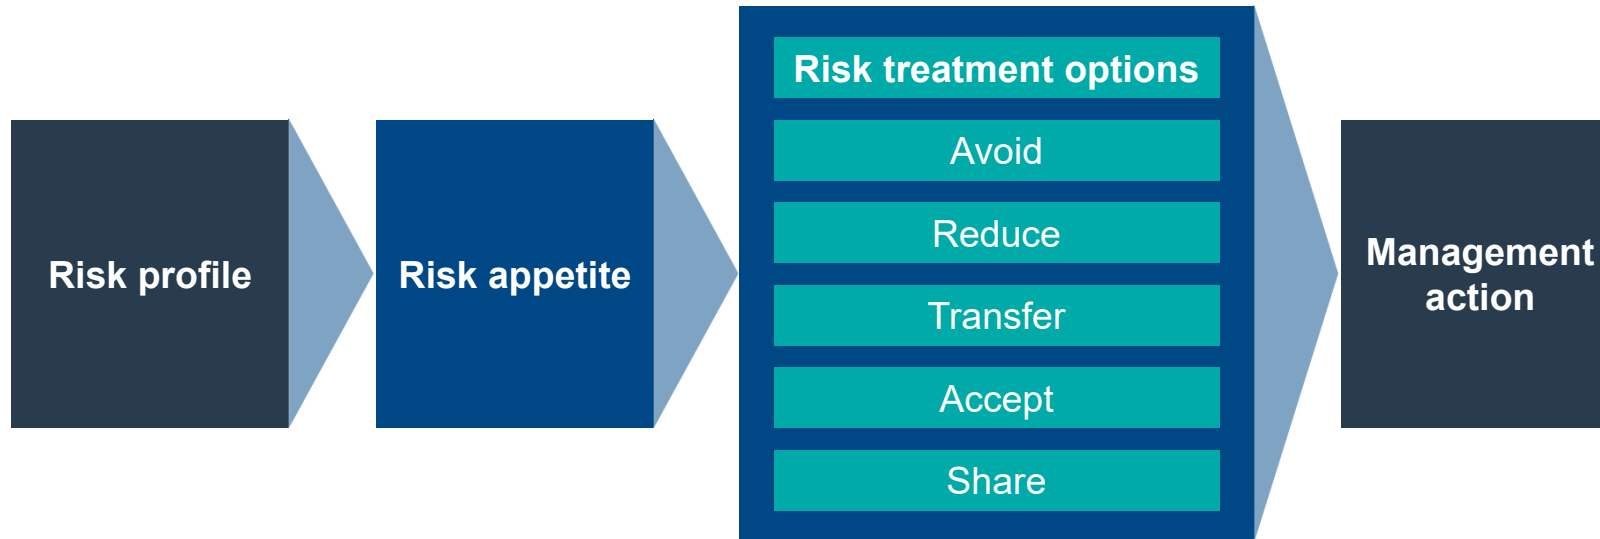 Risk profile
Risk appetite
Risk treatment options
Avoid
Reduce
Transfer
Accept
Share
Management
action